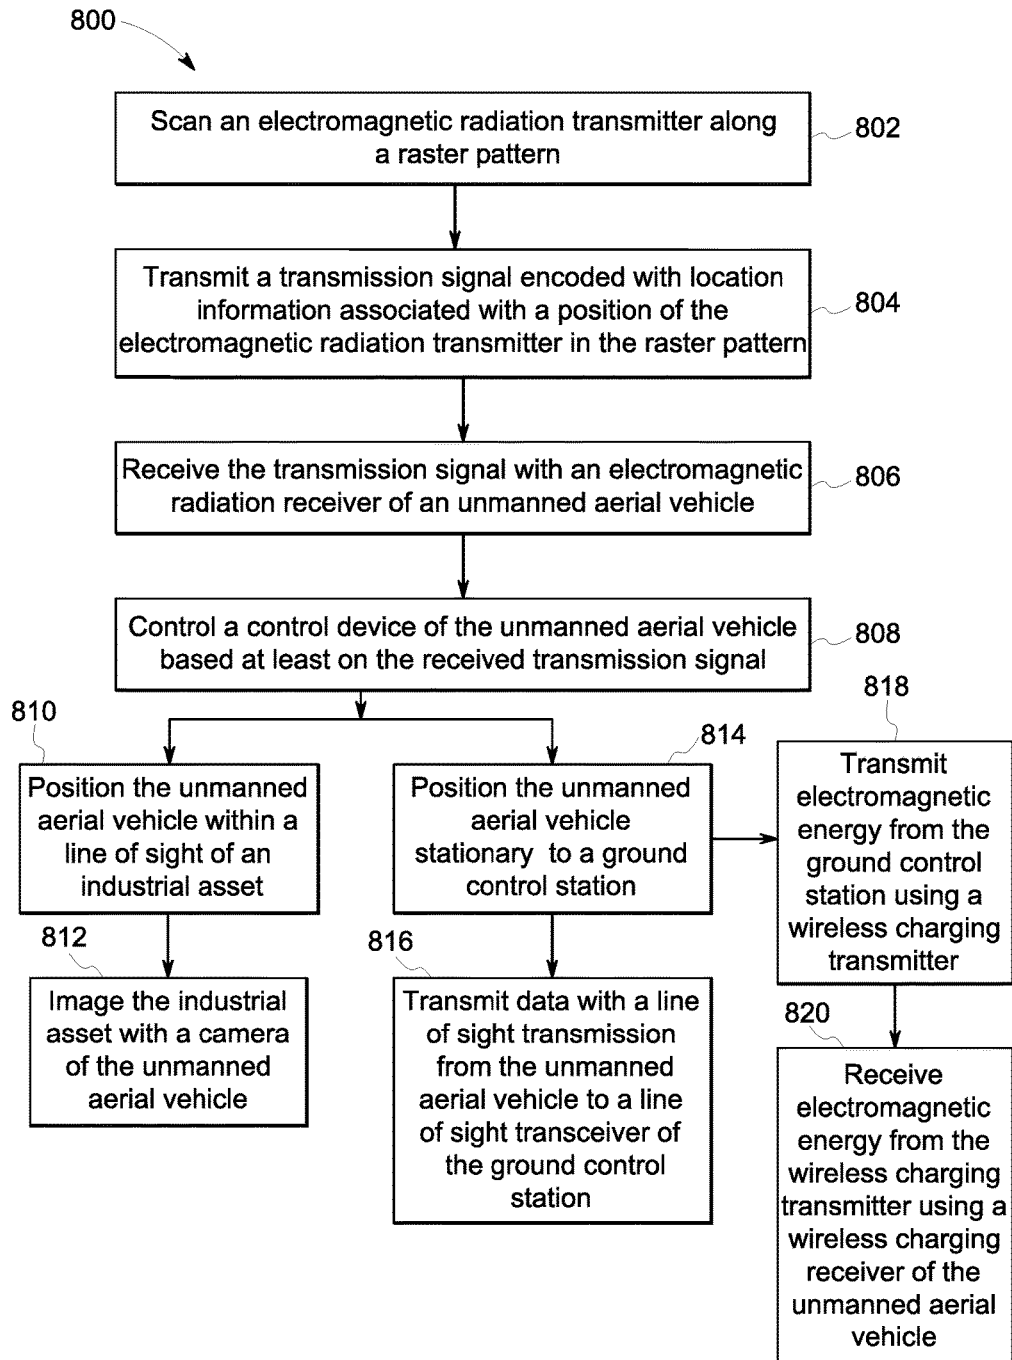 800
Scan an electromagnetic radiation transmitter along
a raster pattern
802
Transmit a transmission signal encoded with location
information associated with a position of the
electromagnetic radiation transmitter in the raster pattern
804
Receive the transmission signal with an electromagnetic
radiation receiver of an unmanned aerial vehicle
806
Control a control device of the unmanned aerial vehicle
based at least on the received transmission signal
808
810
Position the unmanned
aerial vehicle within a
line of sight of an
industrial asset
812
Image the industrial
asset with a camera
of the unmanned
aerial vehicle
814
Position the unmanned
aerial vehicle
stationary to a ground
control station
816
Transmit data with a line
of sight transmission
from the unmanned
aerial vehicle to a line
of sight transceiver of
the ground control
station
818
Transmit
electromagnetic
energy from the
ground control
station using a
wireless charging
transmitter
820
Receive
electromagnetic
energy from the
wireless charging
transmitter using a
wireless charging
receiver of the
unmanned aerial
vehicle